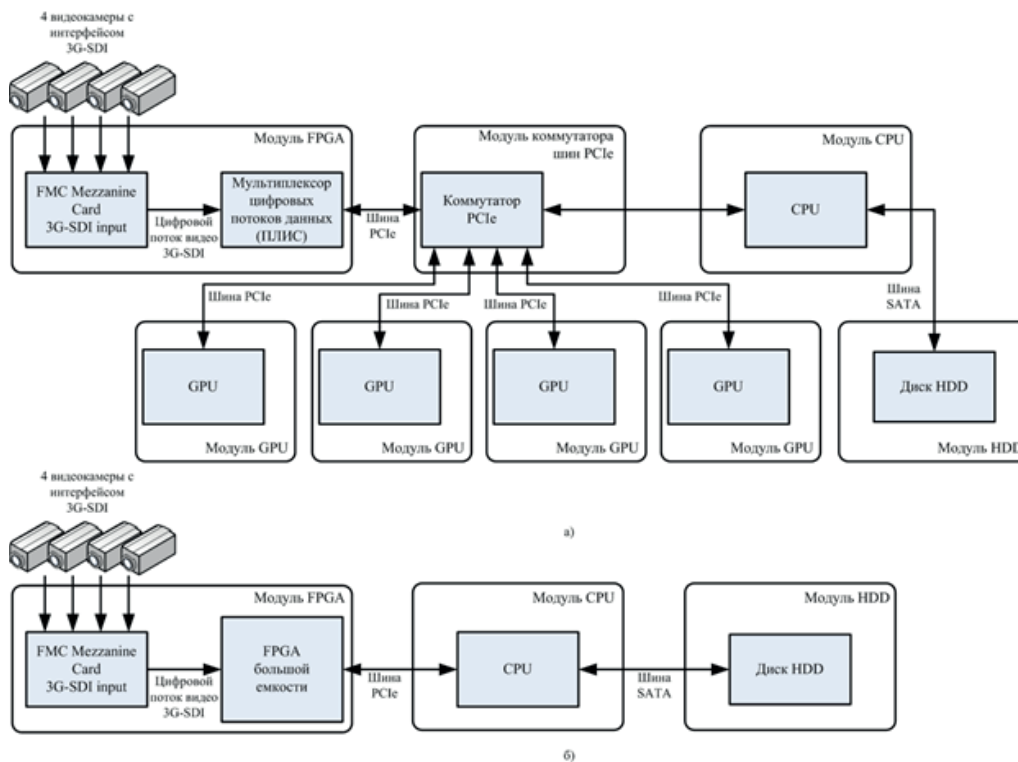 4 видеокамеры с
интерфейсом
3G-SDI
Модуль FPGA
Модуль коммутатора
шин PCIe
Модуль CPU
FMC Mezzanine
Card
3G-SDI input
Цифровой
поток видео
3G-SDI
Мультиплексор
цифровых
потоков данных
(ПЛИС)
Шина
PCIe
Коммутатор
PCIe
CPU
Шина
SATA
Шина PCIe
Шина PCIe
Шина PCIe
Шина PCIe
GPU
GPU
GPU
GPU
Диск HDD
Модуль GPU
Модуль GPU
Модуль GPU
Модуль GPU
Модуль HDD
а)
4 видеокамеры с
интерфейсом
3G-SDI
Модуль FPGA
Модуль CPU
Модуль HDD
FMC Mezzanine
Card
3G-SDI input
Цифровой
поток видео
3G-SDI
FPGA
большой
емкости
Шина
PCIe
CPU
Шина
SATA
Диск HDD
б)